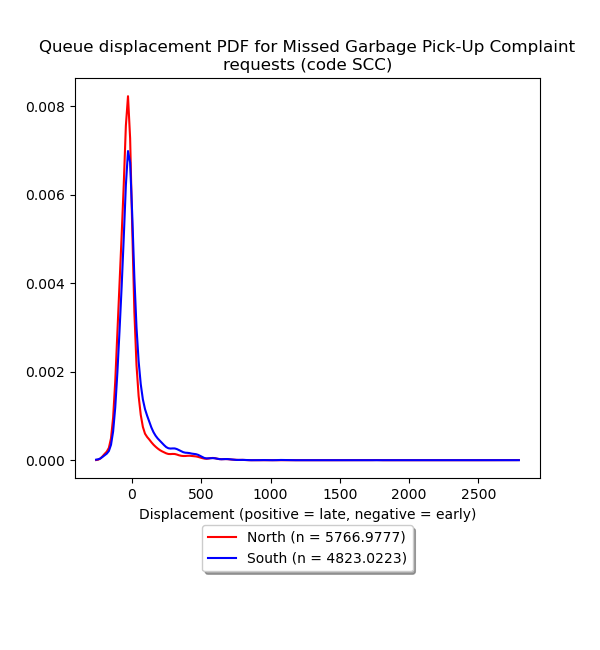 Queue displacement PDF for Missed Garbage Pick-Up Complaint
requests (code SCC)
0.008
0.006
0.004
0.002
0.000
0 500 1000 1500 2000 2500
Displacement (positive = late, negative = early)
North (n = 5766.9777)
South (n = 4823.0223)